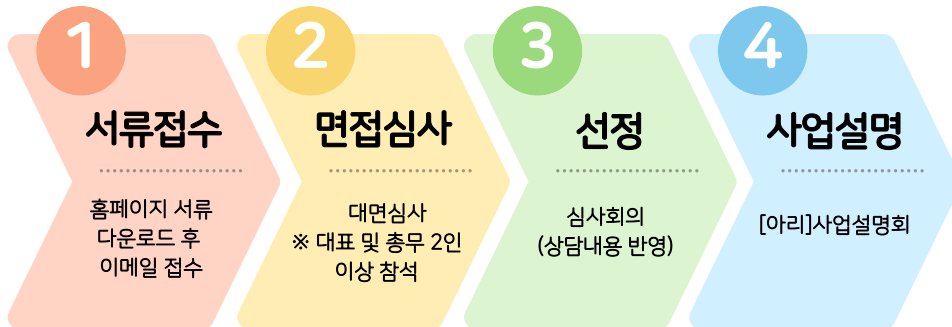 1
서류접수
홈페이지 서류
다운로드 후
이메일 접수
2
면접심사
대면심사
※ 대표 및 총무 2인
이상 참석
3
선정
심사회의
(상담내용 반영)
4
사업설명
[아리]사업설명회